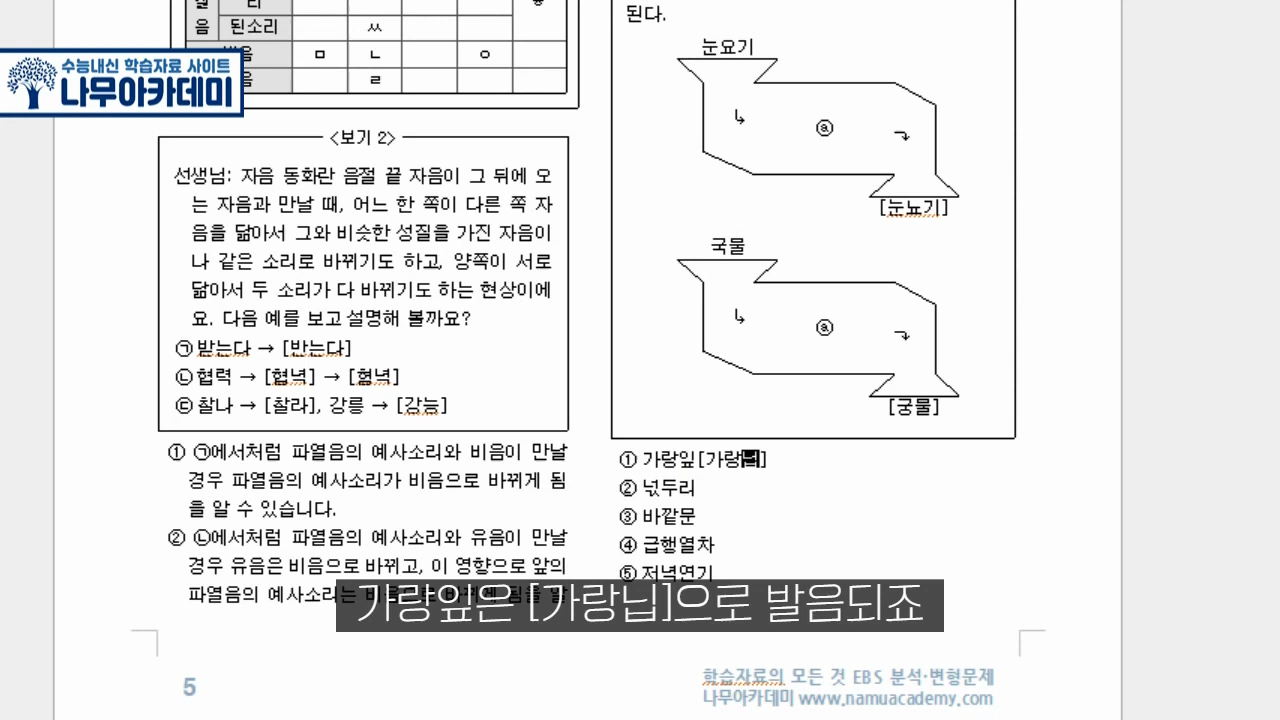 리
음 된소리 ㅆ
음 ㅁ ㄴ ㅇ
음 ㄹ
수능내신 학습자료 사이트
나무아카데미
<보기 2>
선생님: 자음 동화란 음절 끝 자음이 그 뒤에 오
는 자음과 만날 때, 어느 한 쪽이 다른 쪽 자
음을 닮아서 그와 비슷한 성질을 가진 자음이
나 같은 소리로 바뀌기도 하고, 양쪽이 서로
닮아서 두 소리가 다 바뀌기도 하는 현상이에
요. 다음 예를 보고 설명해 볼까요?
㉠ 받는다 → [반는다]
㉡ 협력 → [협녁] → [혐녁]
㉢ 찰나 → [찰라], 강릉 → [강능]
① ㉠에서처럼 파열음의 예사소리와 비음이 만날
경우 파열음의 예사소리가 비음으로 바뀌게 됨
을 알 수 있습니다.
② ㉡에서처럼 파열음의 예사소리와 유음이 만날
경우 유음은 비음으로 바뀌고, 이 영향으로 앞의
파열음의 예사소리는 비음으로 바뀌게 됨을 알
된다.
눈요기
ⓐ
[눈뇨기]
국물
ⓐ
[궁물]
① 가랑잎[가랑닙]
② 넋두리
③ 바깥문
④ 급행열차
⑤ 저녁연기
가랑잎은 [가랑닙]으로 발음되죠
5
학습자료의 모든 것 EBS 분석·변형문제
나무아카데미 www.namuacademy.com